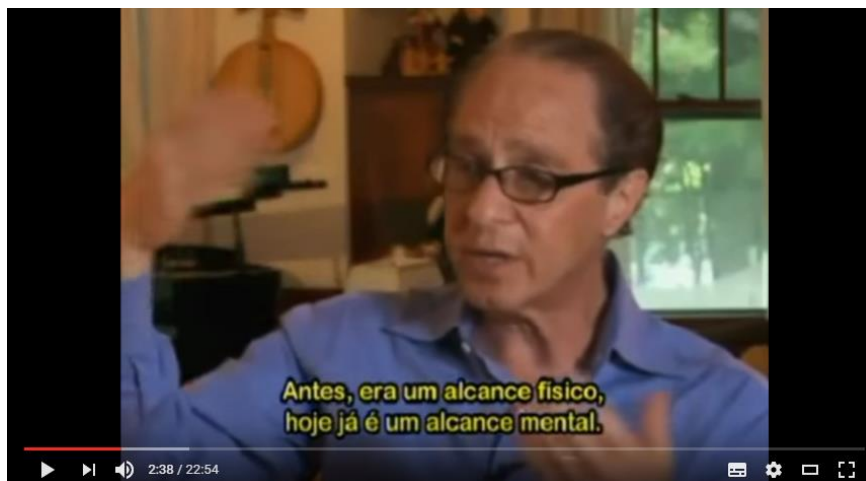 Antes, era um alcance físico,
hoje já é um alcance mental.
2:38 / 22:54